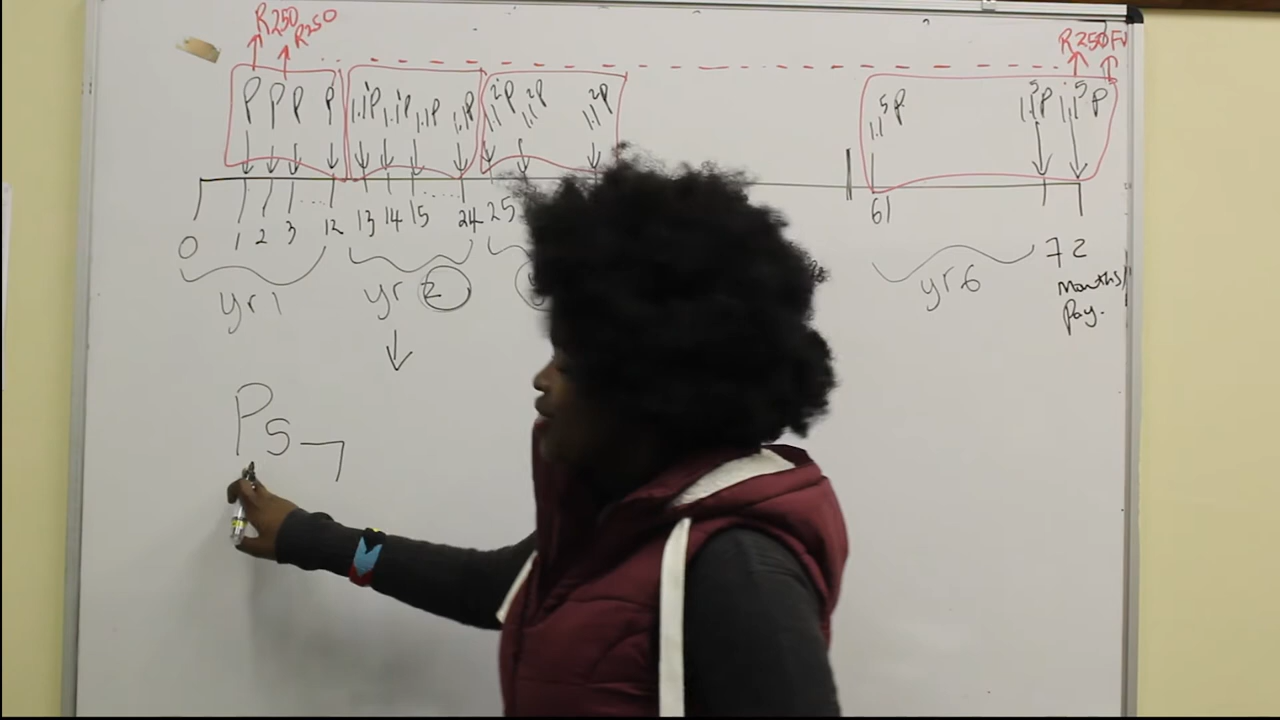 R250 R250 R250 FV
P P P P 1.1P 1.1P 1.1P 1.1P 1.1²P 1.1²P 1.1²P 1.1⁵P 1.1⁵P 1.1⁵P
0 1 2 3 ..... 12 13 14 15 ..... 24 25 61 72
yr 1 yr 2 yr 6 months/
Pay.
P S ¬